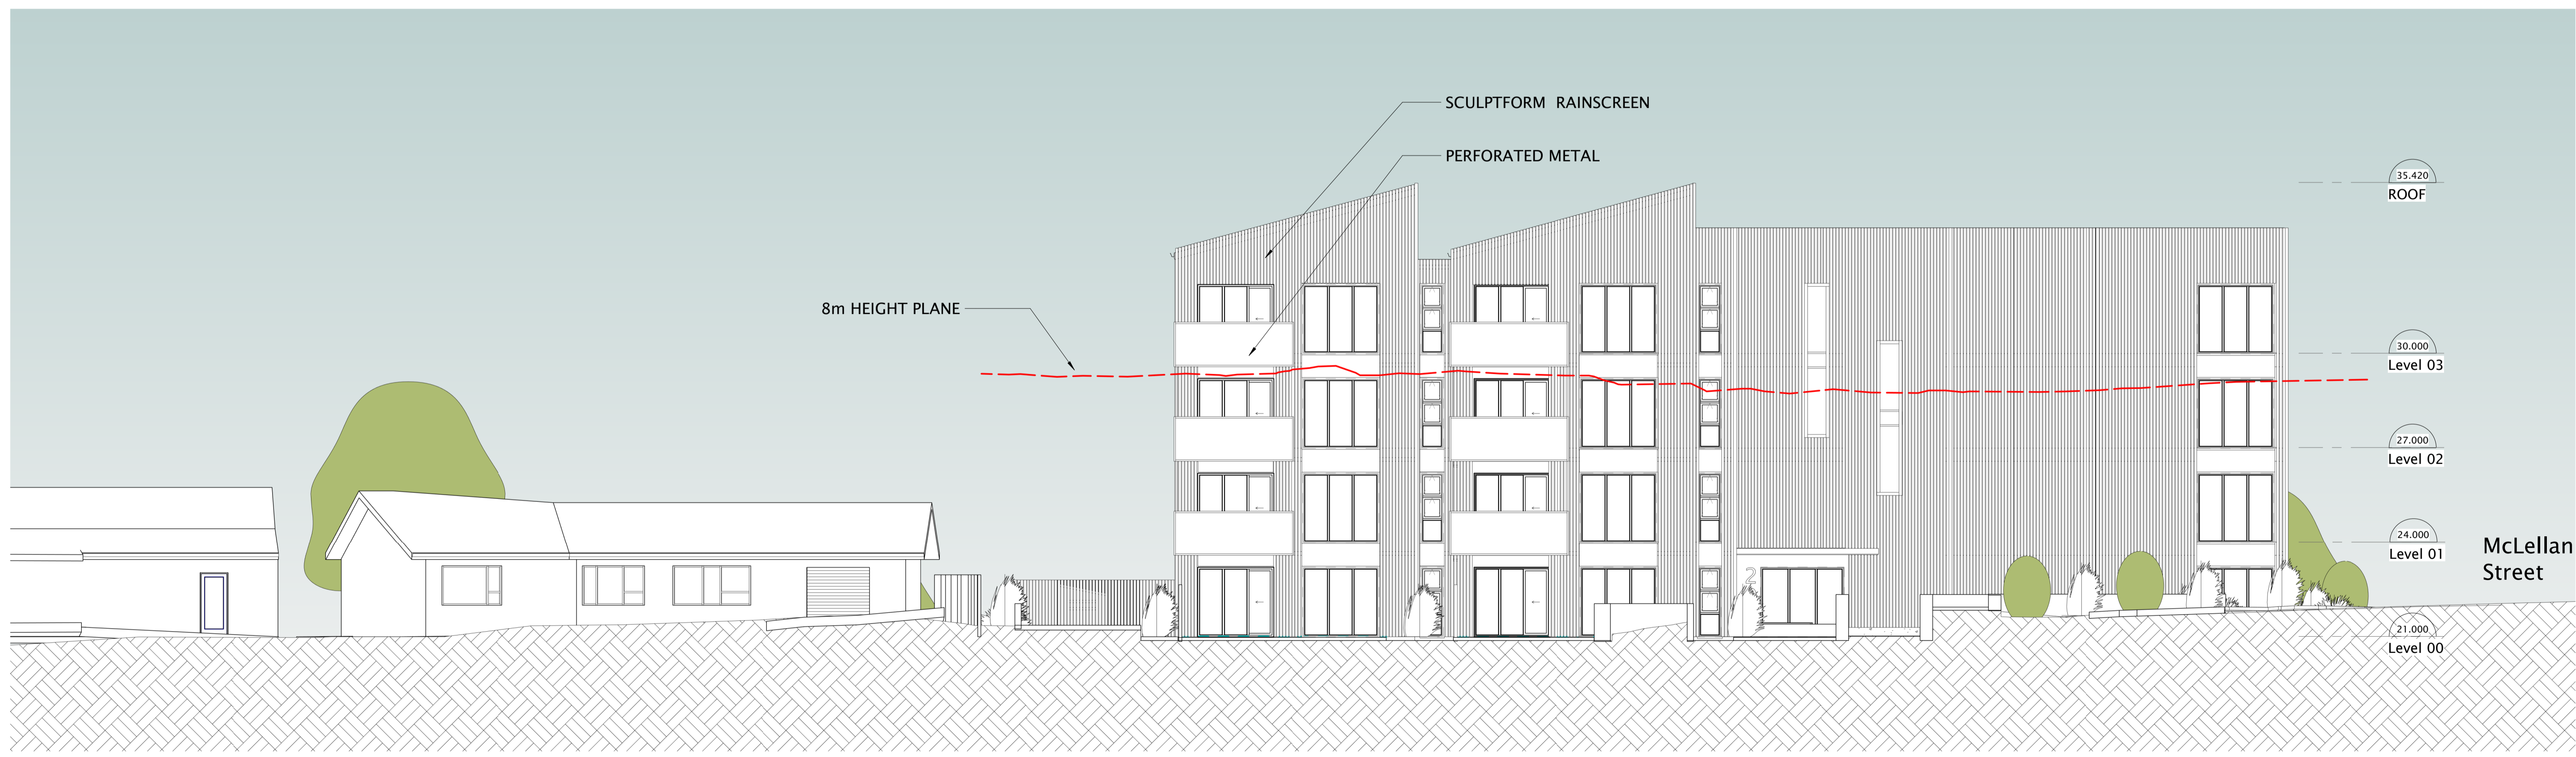 SCULPTFORM  RAINSCREEN
PERFORATED METAL
35.420
ROOF
8m HEIGHT PLANE
30.000
Level 03
27.000
Level 02
24.000
Level 01
McLellan
Street
2
21.000
Level 00